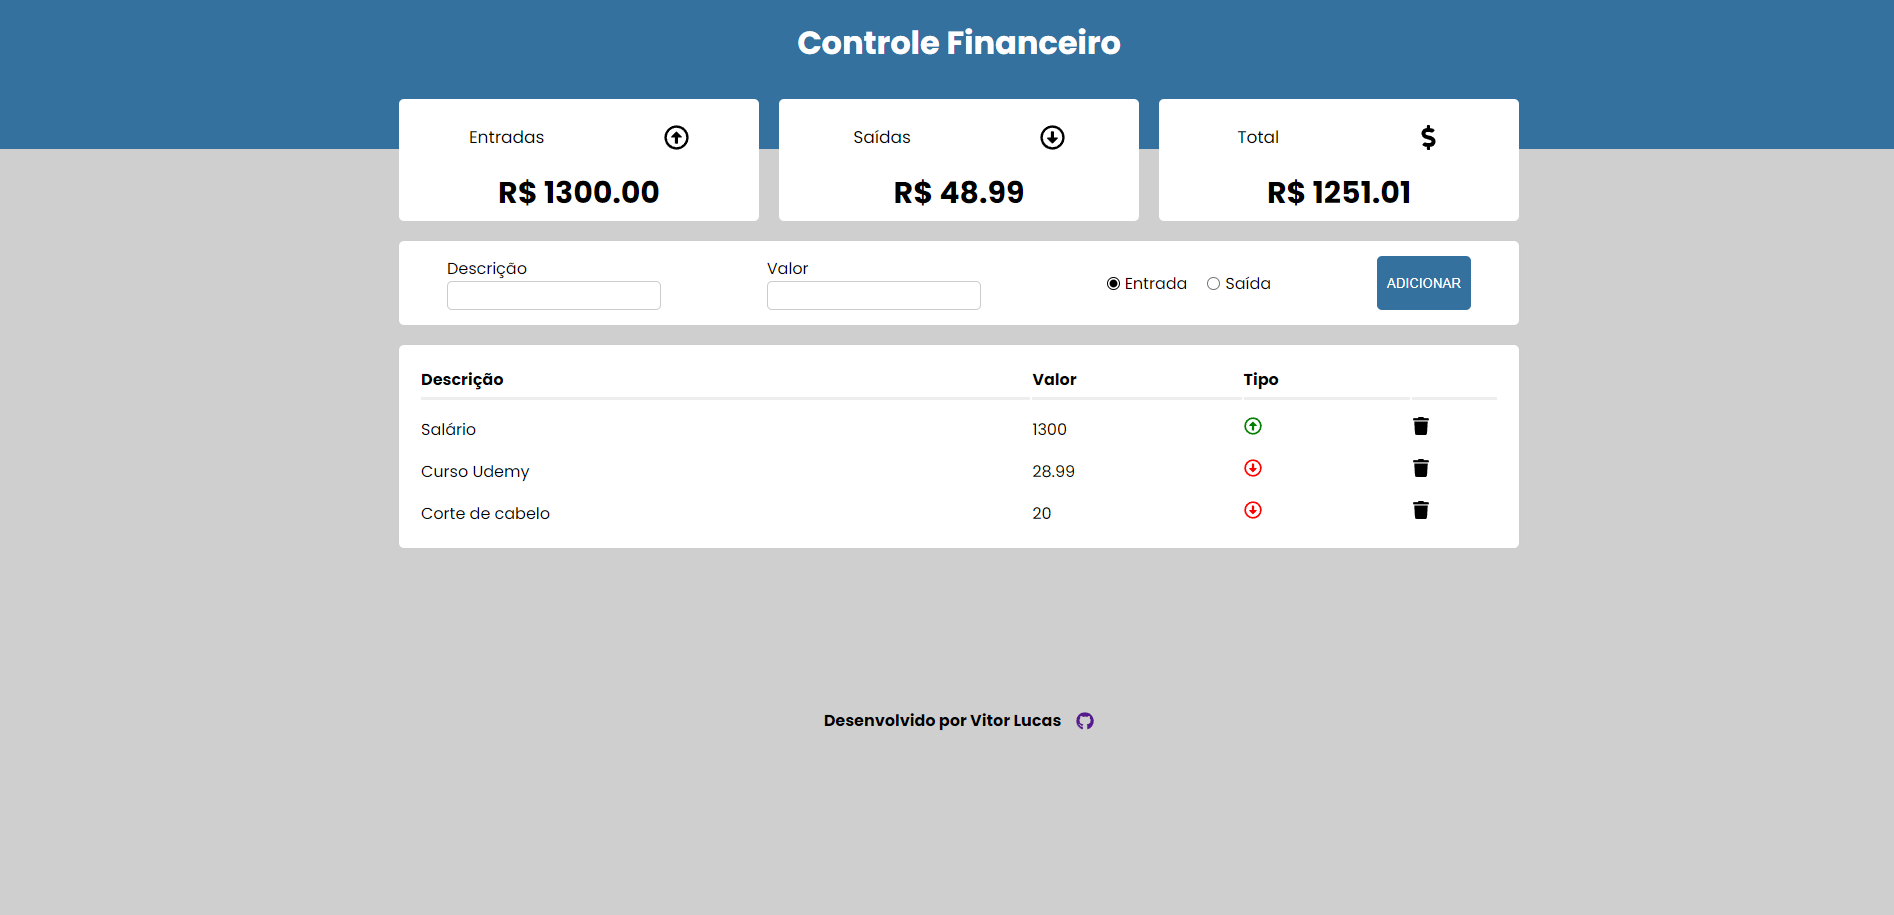 Controle Financeiro
Entradas
R$ 1300.00
Saídas
R$ 48.99
Total
R$ 1251.01
Descrição
Valor
Entrada
Saída
ADICIONAR
Descrição Valor Tipo
Salário 1300
Curso Udemy 28.99
Corte de cabelo 20
Desenvolvido por Vitor Lucas